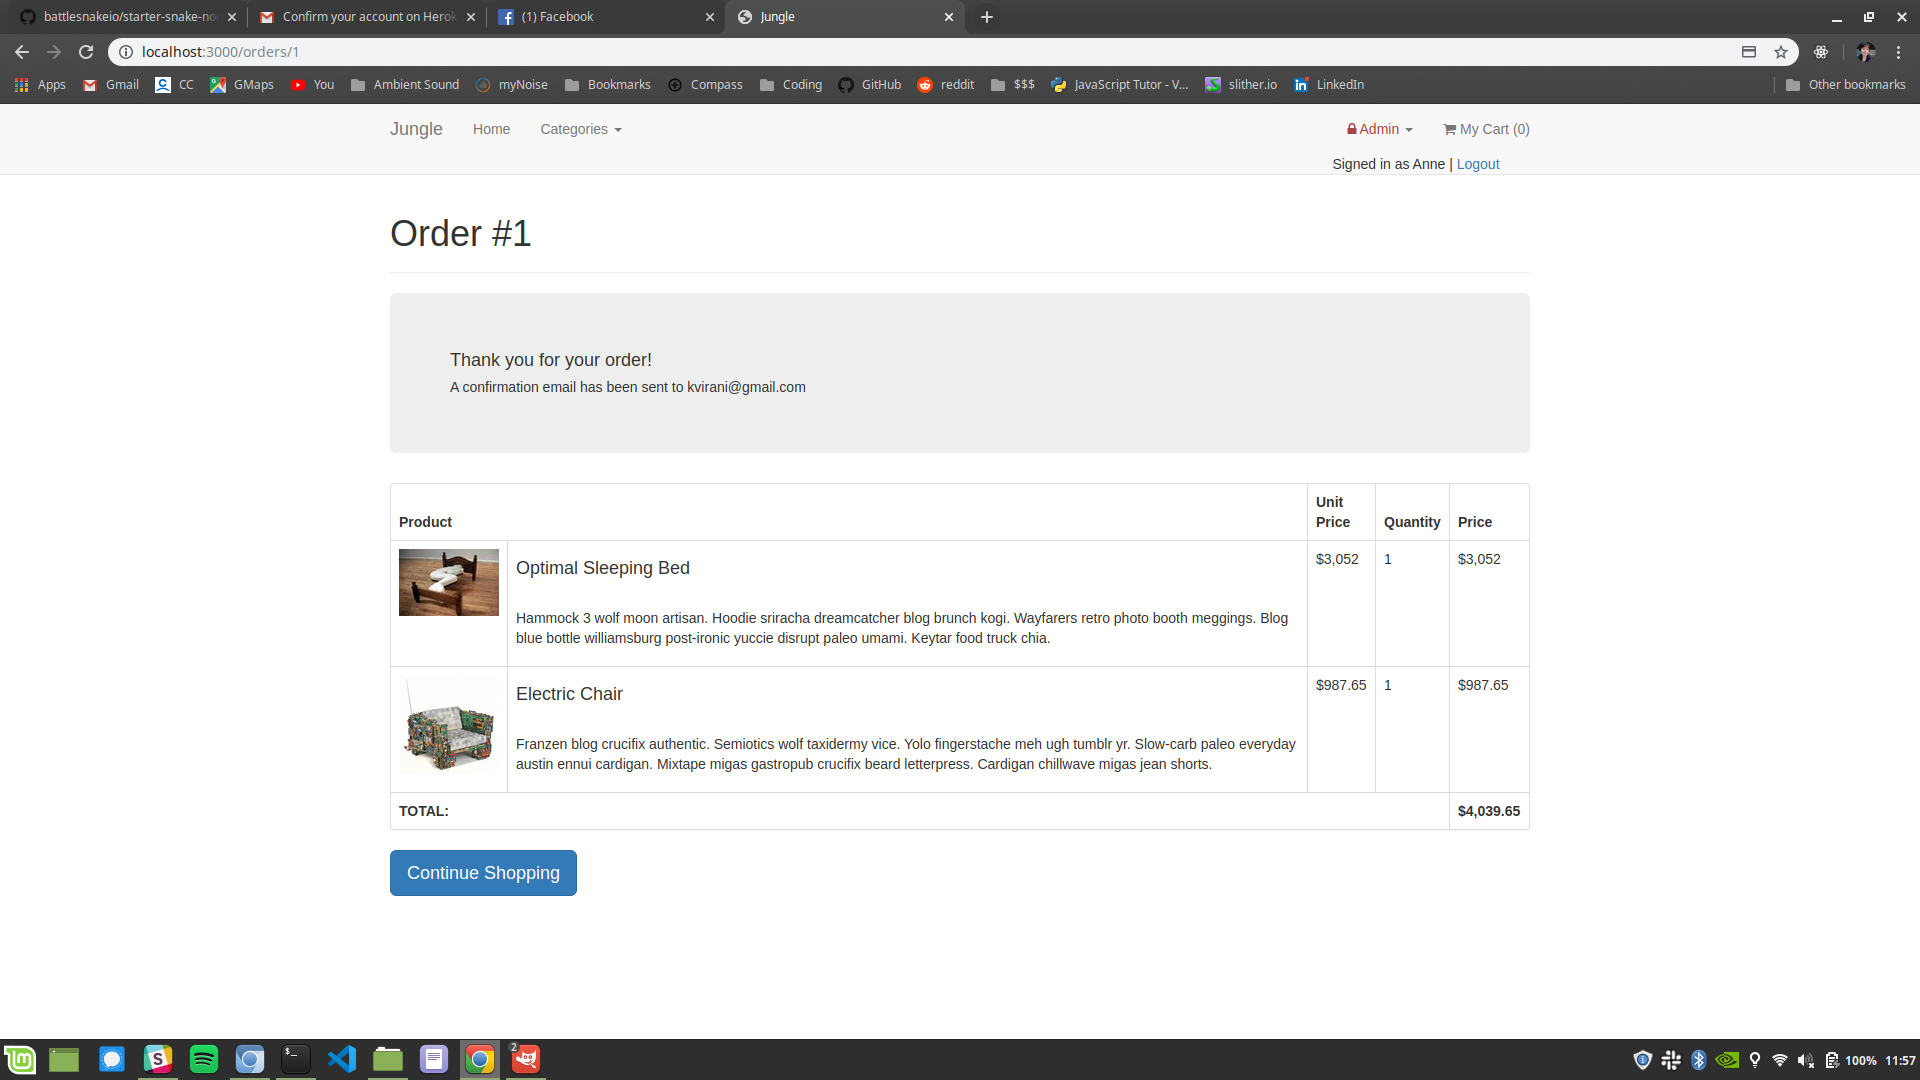 battlesnakeio/starter-snake-no
Confirm your account on Herok
(1) Facebook
Jungle
localhost:3000/orders/1
Apps
Gmail
CC
GMaps
You
Ambient Sound
myNoise
Bookmarks
Compass
Coding
GitHub
reddit
$$$
JavaScript Tutor - V...
slither.io
LinkedIn
Other bookmarks
Jungle
Home
Categories
Admin
My Cart (0)
Signed in as Anne | Logout
Order #1
Thank you for your order!
A confirmation email has been sent to kvirani@gmail.com
Product
Unit
Price
Quantity
Price
Optimal Sleeping Bed
$3,052
1
$3,052
Hammock 3 wolf moon artisan. Hoodie sriracha dreamcatcher blog brunch kogi. Wayfarers retro photo booth meggings. Blog
blue bottle williamsburg post-ironic yuccie disrupt paleo umami. Keytar food truck chia.
Electric Chair
$987.65
1
$987.65
Franzen blog crucifix authentic. Semiotics wolf taxidermy vice. Yolo fingerstache meh ugh tumblr yr. Slow-carb paleo everyday
austin ennui cardigan. Mixtape migas gastropub crucifix beard letterpress. Cardigan chillwave migas jean shorts.
TOTAL:
$4,039.65
Continue Shopping
2
100%
11:57